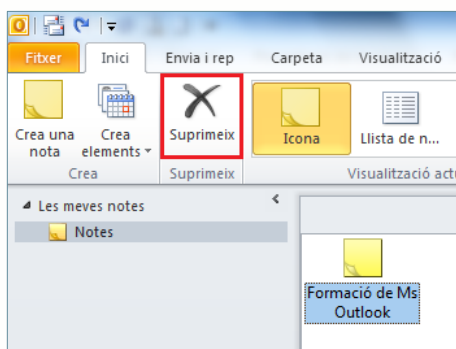 Fitxer Inici Envia i rep Carpeta Visualització
Crea una nota
Crea elements
Suprimeix
Icona
Llista de n...
Crea Suprimeix Visualització actu
Les meves notes
Notes
Formació de Ms
Outlook